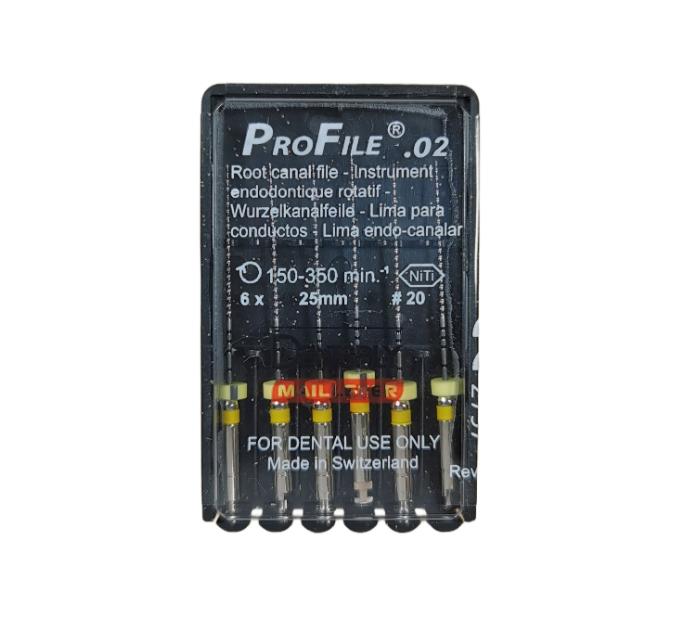 PROFILE® .02
Root canal file - Instrument
endodontique rotatif -
Wurzelkanalfeile - Lima para
conductos - Lima endo-canalar
150-350 min.⁻¹ NiTi
6 x 25mm # 20
FOR DENTAL USE ONLY
Made in Switzerland
Rev